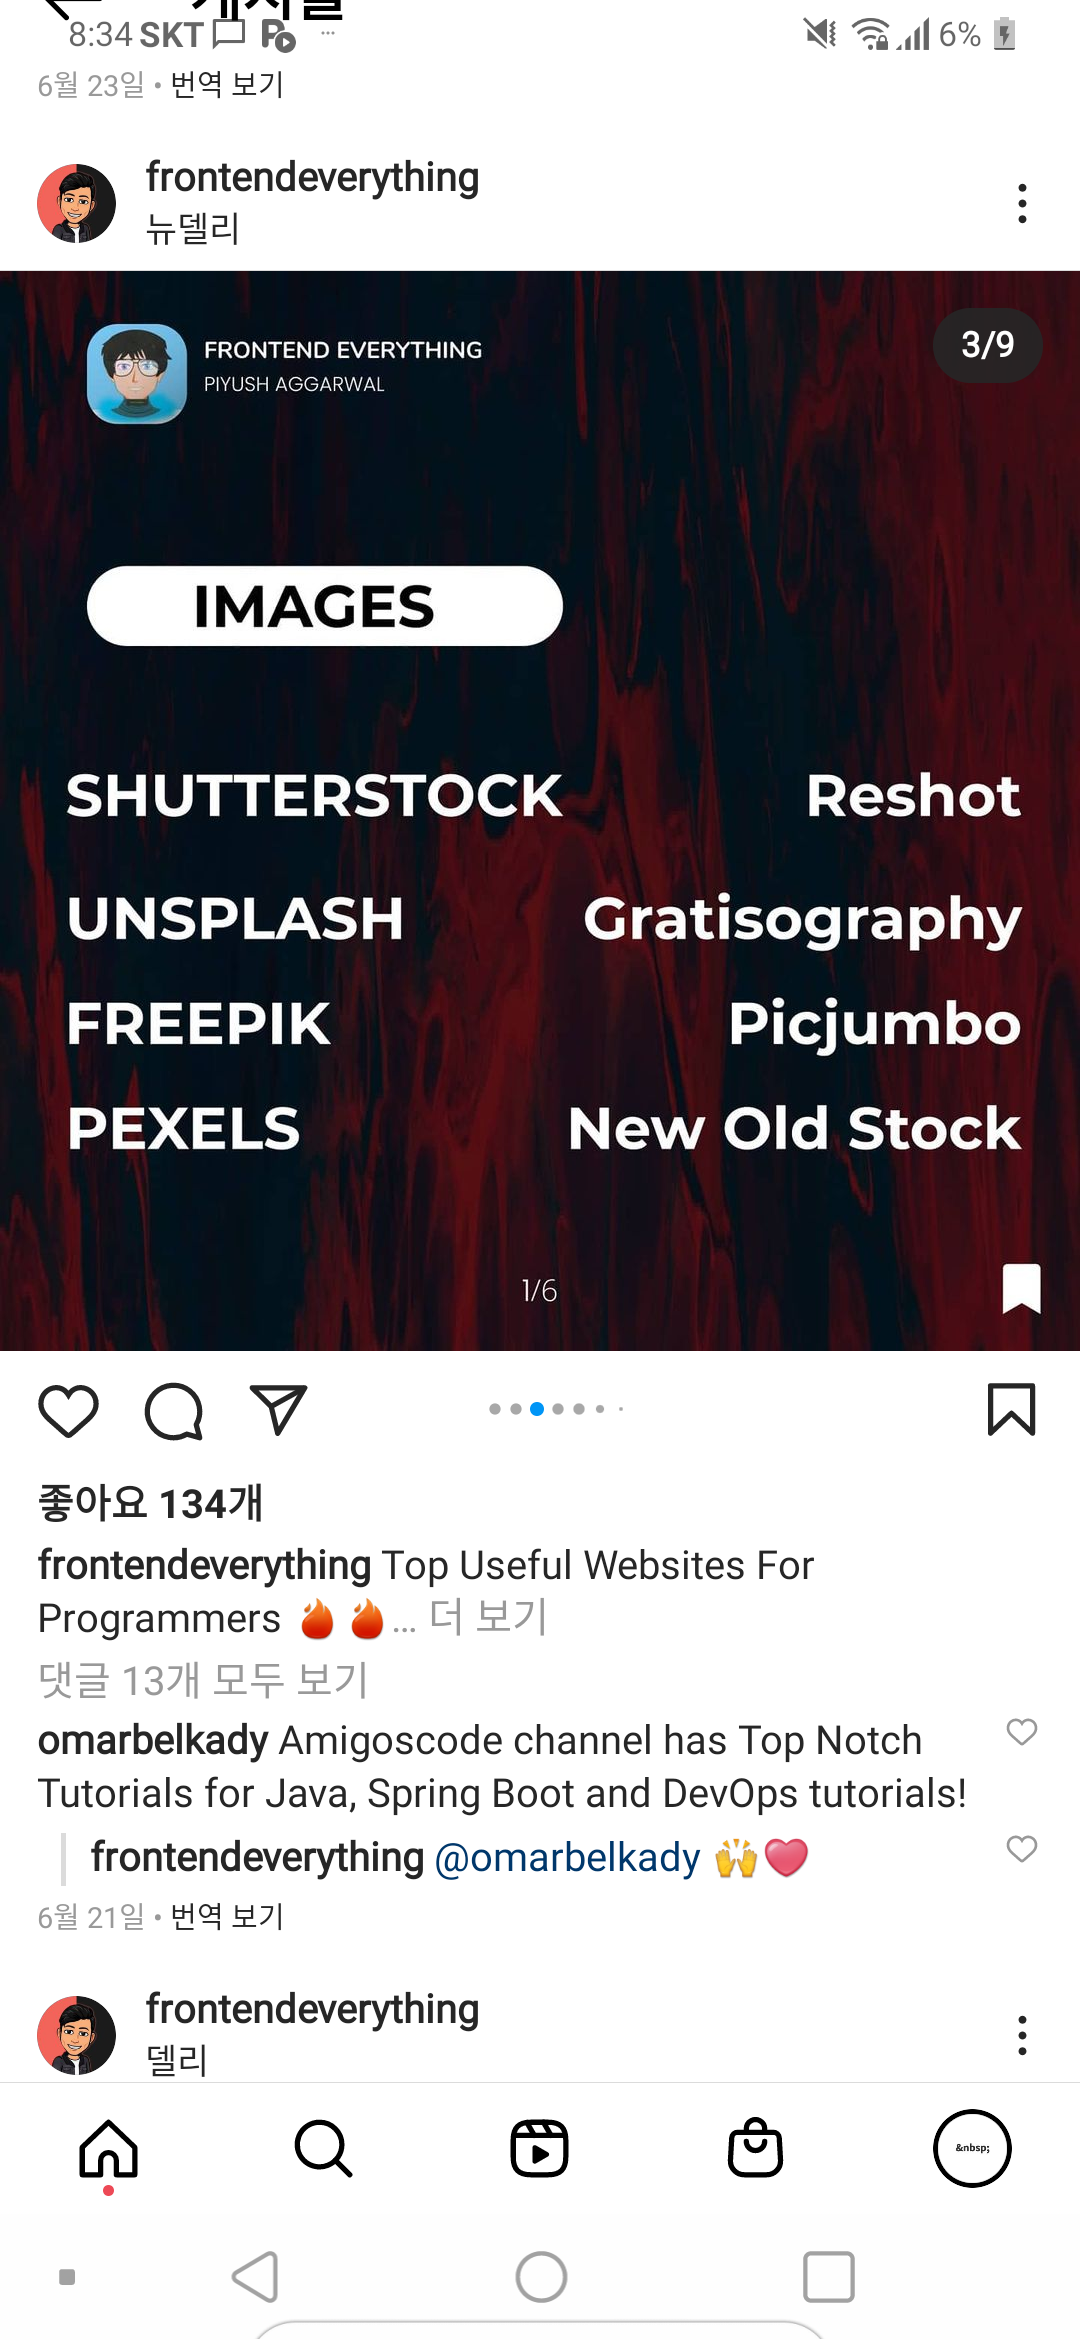 게시물
8:34 SKT 6%
6월 23일 • 번역 보기
frontendeverything
뉴델리
FRONTEND EVERYTHING
PIYUSH AGGARWAL
3/9
IMAGES
SHUTTERSTOCK Reshot
UNSPLASH Gratisography
FREEPIK Picjumbo
PEXELS New Old Stock
1/6
좋아요 134개
frontendeverything Top Useful Websites For
Programmers 🔥 🔥... 더 보기
댓글 13개 모두 보기
omarbelkady Amigoscode channel has Top Notch
Tutorials for Java, Spring Boot and DevOps tutorials!
frontendeverything @omarbelkady 🙌❤️
6월 21일 • 번역 보기
frontendeverything
델리
&nbsp;